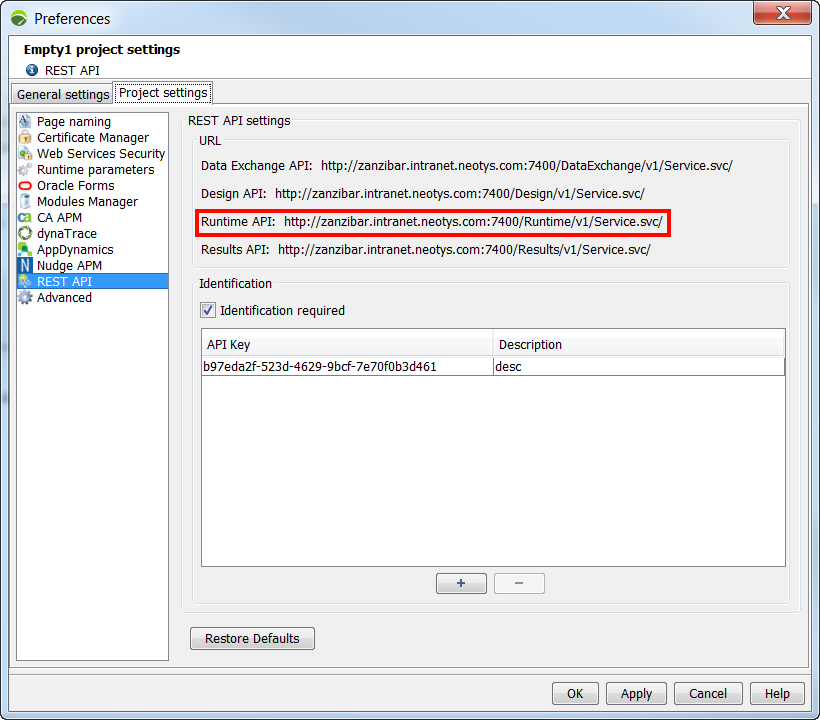 Preferences
Empty1 project settings
REST API
General settings
Project settings
Page naming
Certificate Manager
Web Services Security
Runtime parameters
Oracle Forms
Modules Manager
CA APM
dynaTrace
AppDynamics
Nudge APM
REST API
Advanced
REST API settings
URL
Data Exchange API: http://zanzibar.intranet.neotys.com:7400/DataExchange/v1/Service.svc/
Design API: http://zanzibar.intranet.neotys.com:7400/Design/v1/Service.svc/
Runtime API: http://zanzibar.intranet.neotys.com:7400/Runtime/v1/Service.svc/
Results API: http://zanzibar.intranet.neotys.com:7400/Results/v1/Service.svc/
Identification
Identification required
API Key Description
b97eda2f-523d-4629-9bcf-7e70f0b3d461 desc
+ −
Restore Defaults
OK Apply Cancel Help